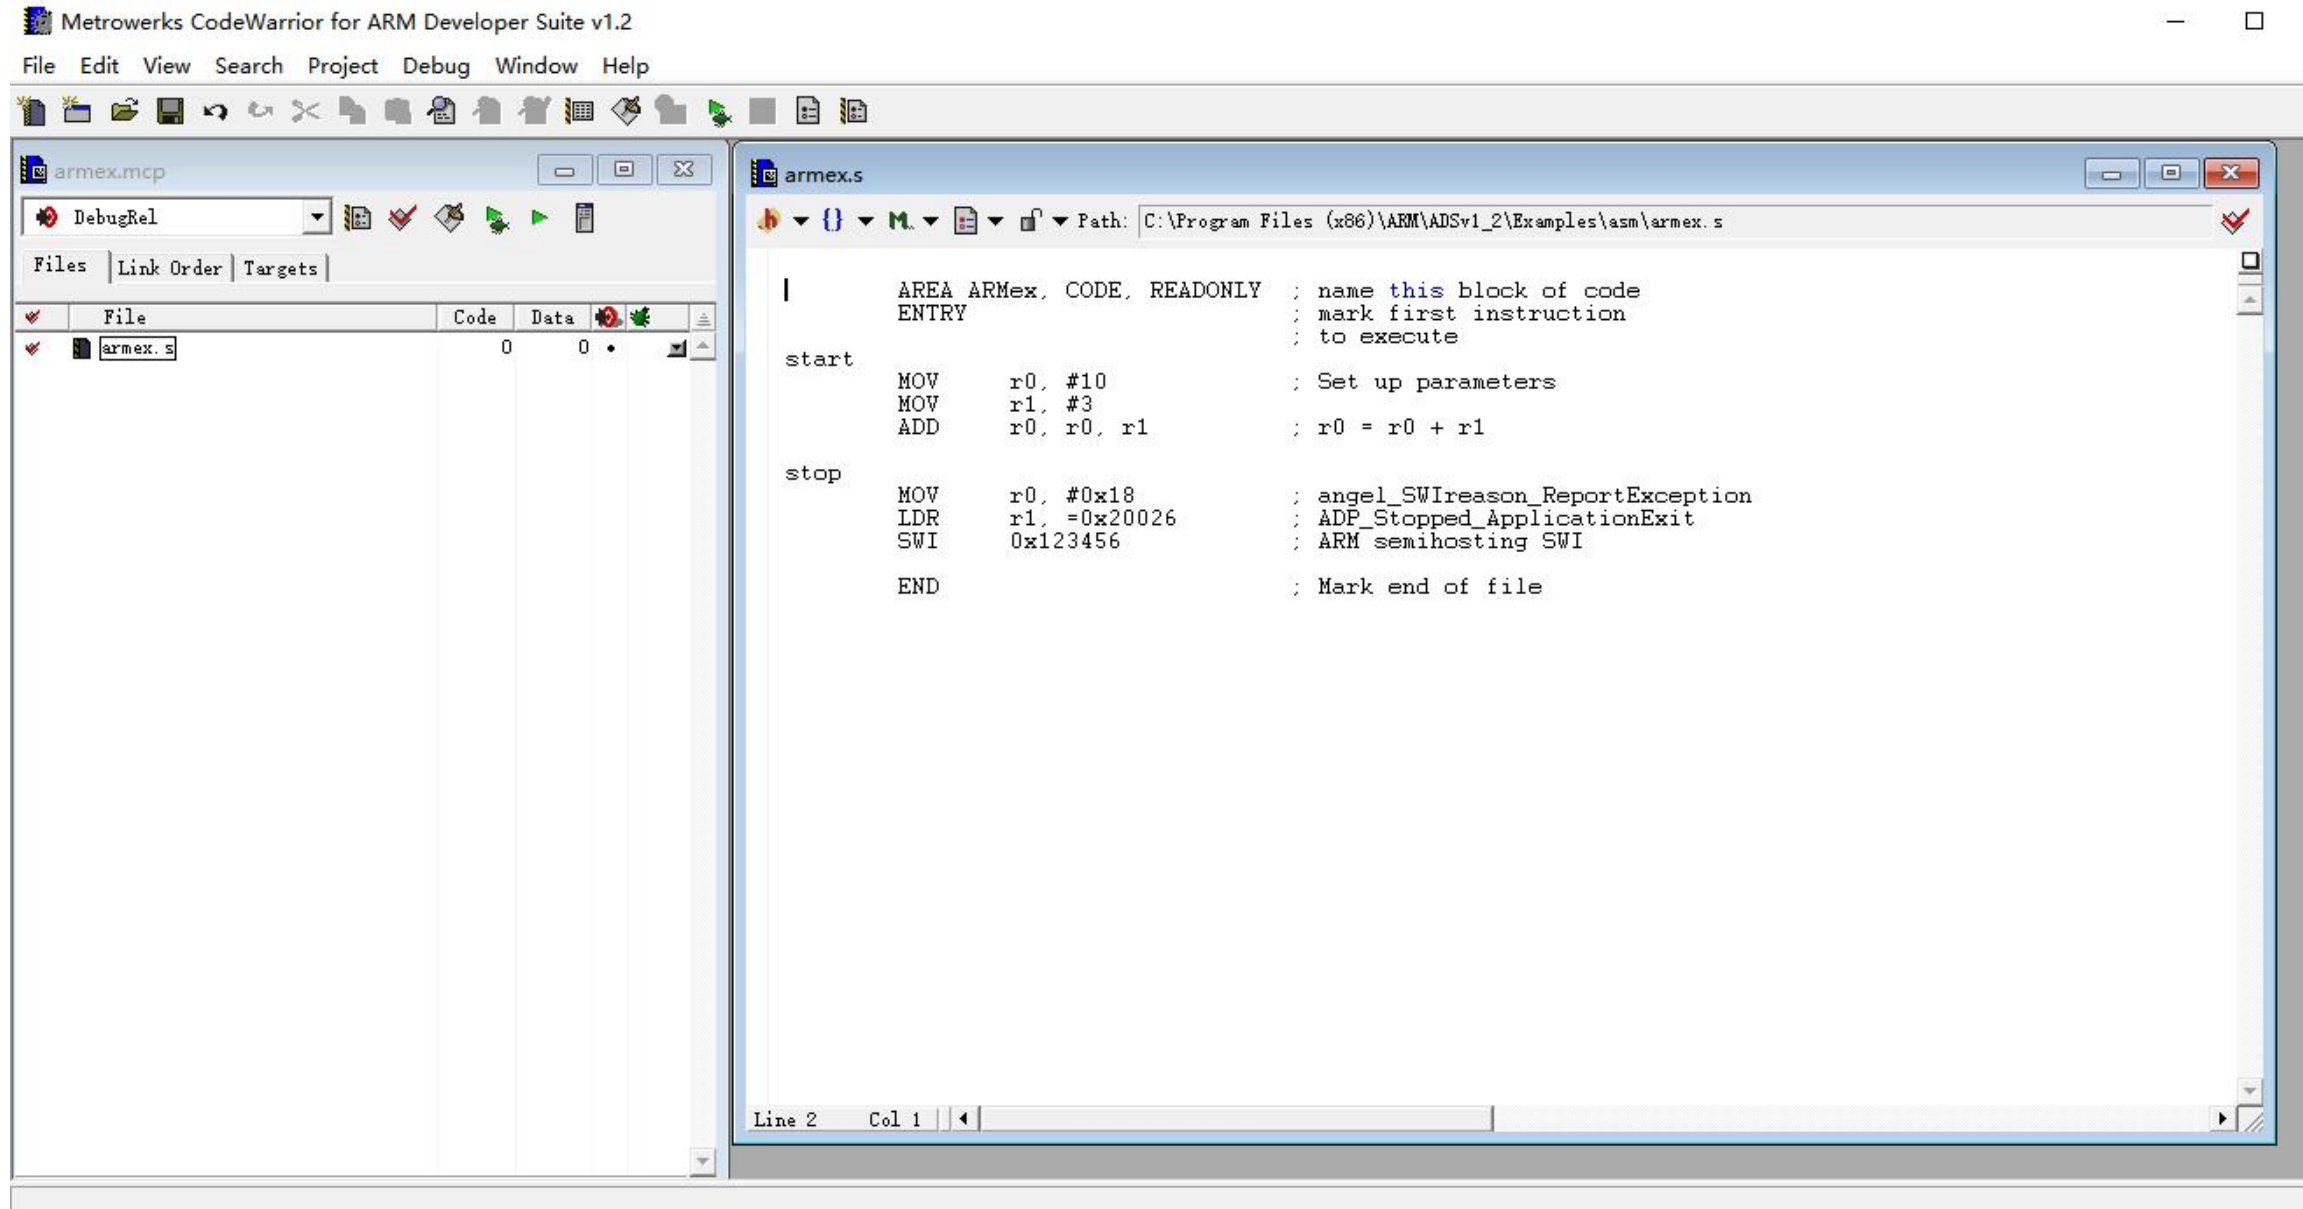 Metrowerks CodeWarrior for ARM Developer Suite v1.2
File Edit View Search Project Debug Window Help
armex.mcp
DebugRel
Files Link Order Targets
File Code Data
armex.s 0 0
armex.s
.h {} M. Path: C:\Program Files (x86)\ARM\ADSv1_2\Examples\asm\armex.s
AREA ARMex, CODE, READONLY ; name this block of code
ENTRY ; mark first instruction
; to execute
start
MOV r0, #10 ; Set up parameters
MOV r1, #3
ADD r0, r0, r1 ; r0 = r0 + r1
stop
MOV r0, #0x18 ; angel_SWIreason_ReportException
LDR r1, =0x20026 ; ADP_Stopped_ApplicationExit
SWI 0x123456 ; ARM semihosting SWI
END ; Mark end of file
Line 2 Col 1